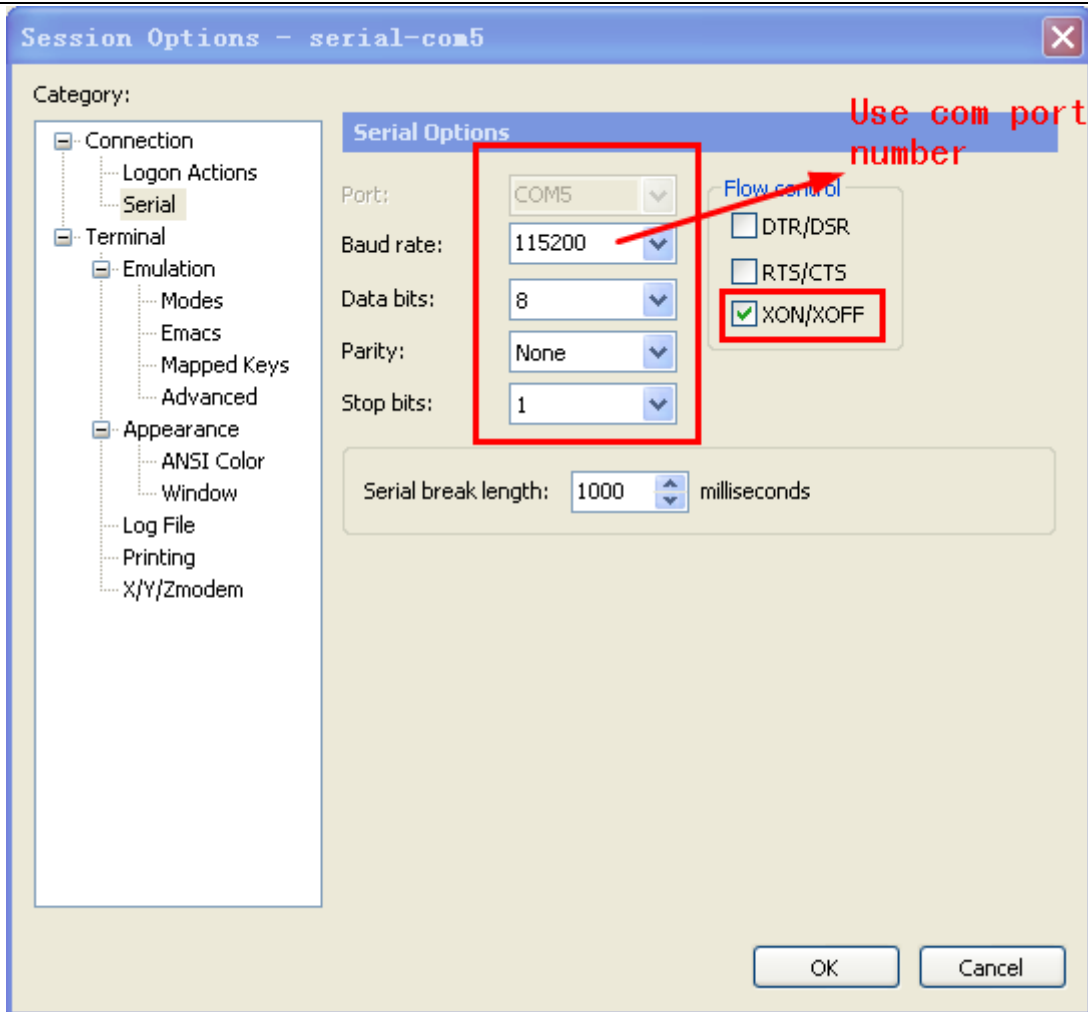 Session Options - serial-com5
Category:
Connection
Logon Actions
Serial
Terminal
Emulation
Modes
Emacs
Mapped Keys
Advanced
Appearance
ANSI Color
Window
Log File
Printing
X/Y/Zmodem
Serial Options
Use com port
number
Port:
COM5
Baud rate:
115200
Data bits:
8
Parity:
None
Stop bits:
1
Flow control
DTR/DSR
RTS/CTS
XON/XOFF
Serial break length: 1000 milliseconds
OK
Cancel